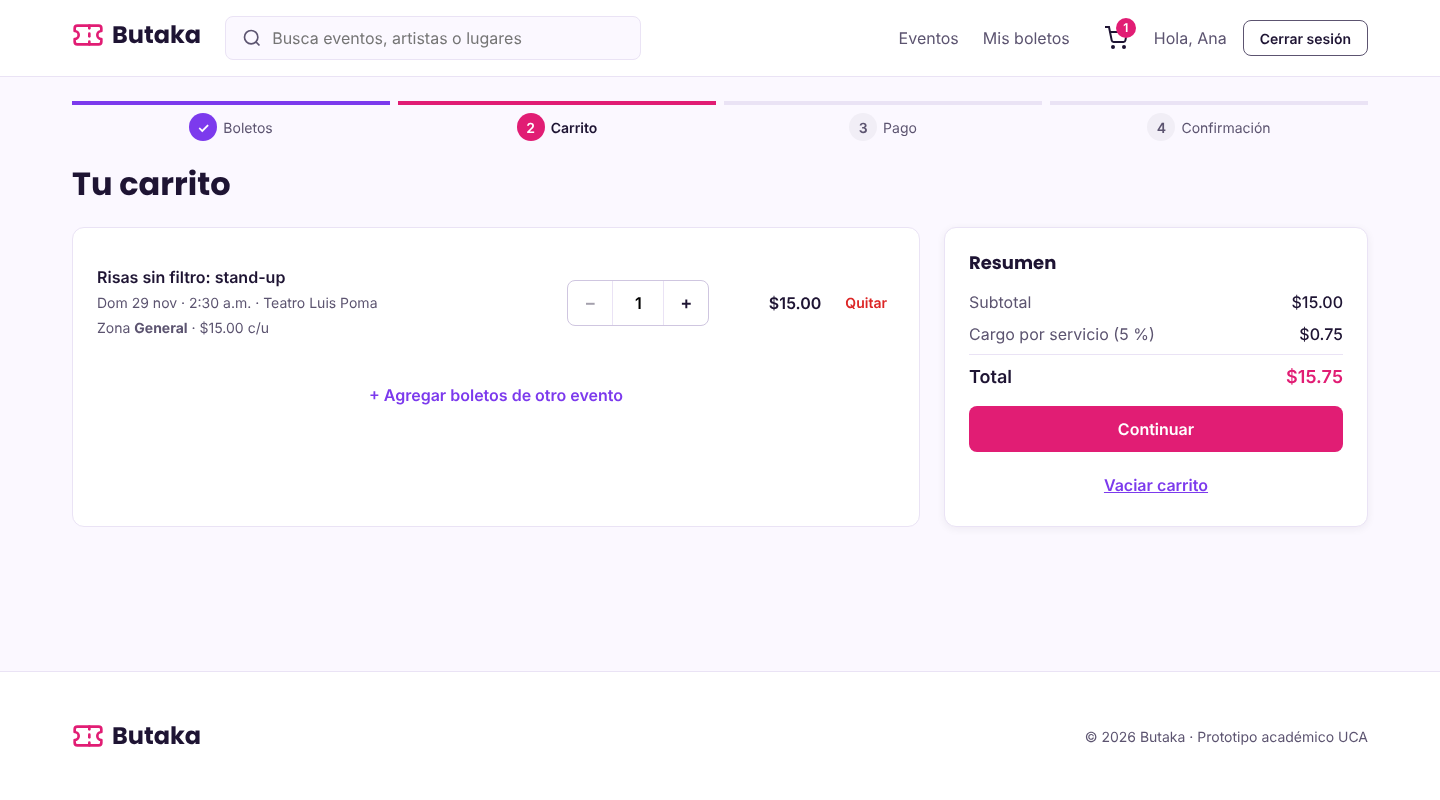 Butaka
Busca eventos, artistas o lugares
Eventos
Mis boletos
1
Hola, Ana
Cerrar sesión
Boletos
2 Carrito
3 Pago
4 Confirmación
Tu carrito
Risas sin filtro: stand-up
Dom 29 nov · 2:30 a.m. · Teatro Luis Poma
Zona General · $15.00 c/u
− 1 +
$15.00
Quitar
+ Agregar boletos de otro evento
Resumen
Subtotal $15.00
Cargo por servicio (5 %) $0.75
Total $15.75
Continuar
Vaciar carrito
Butaka
© 2026 Butaka · Prototipo académico UCA